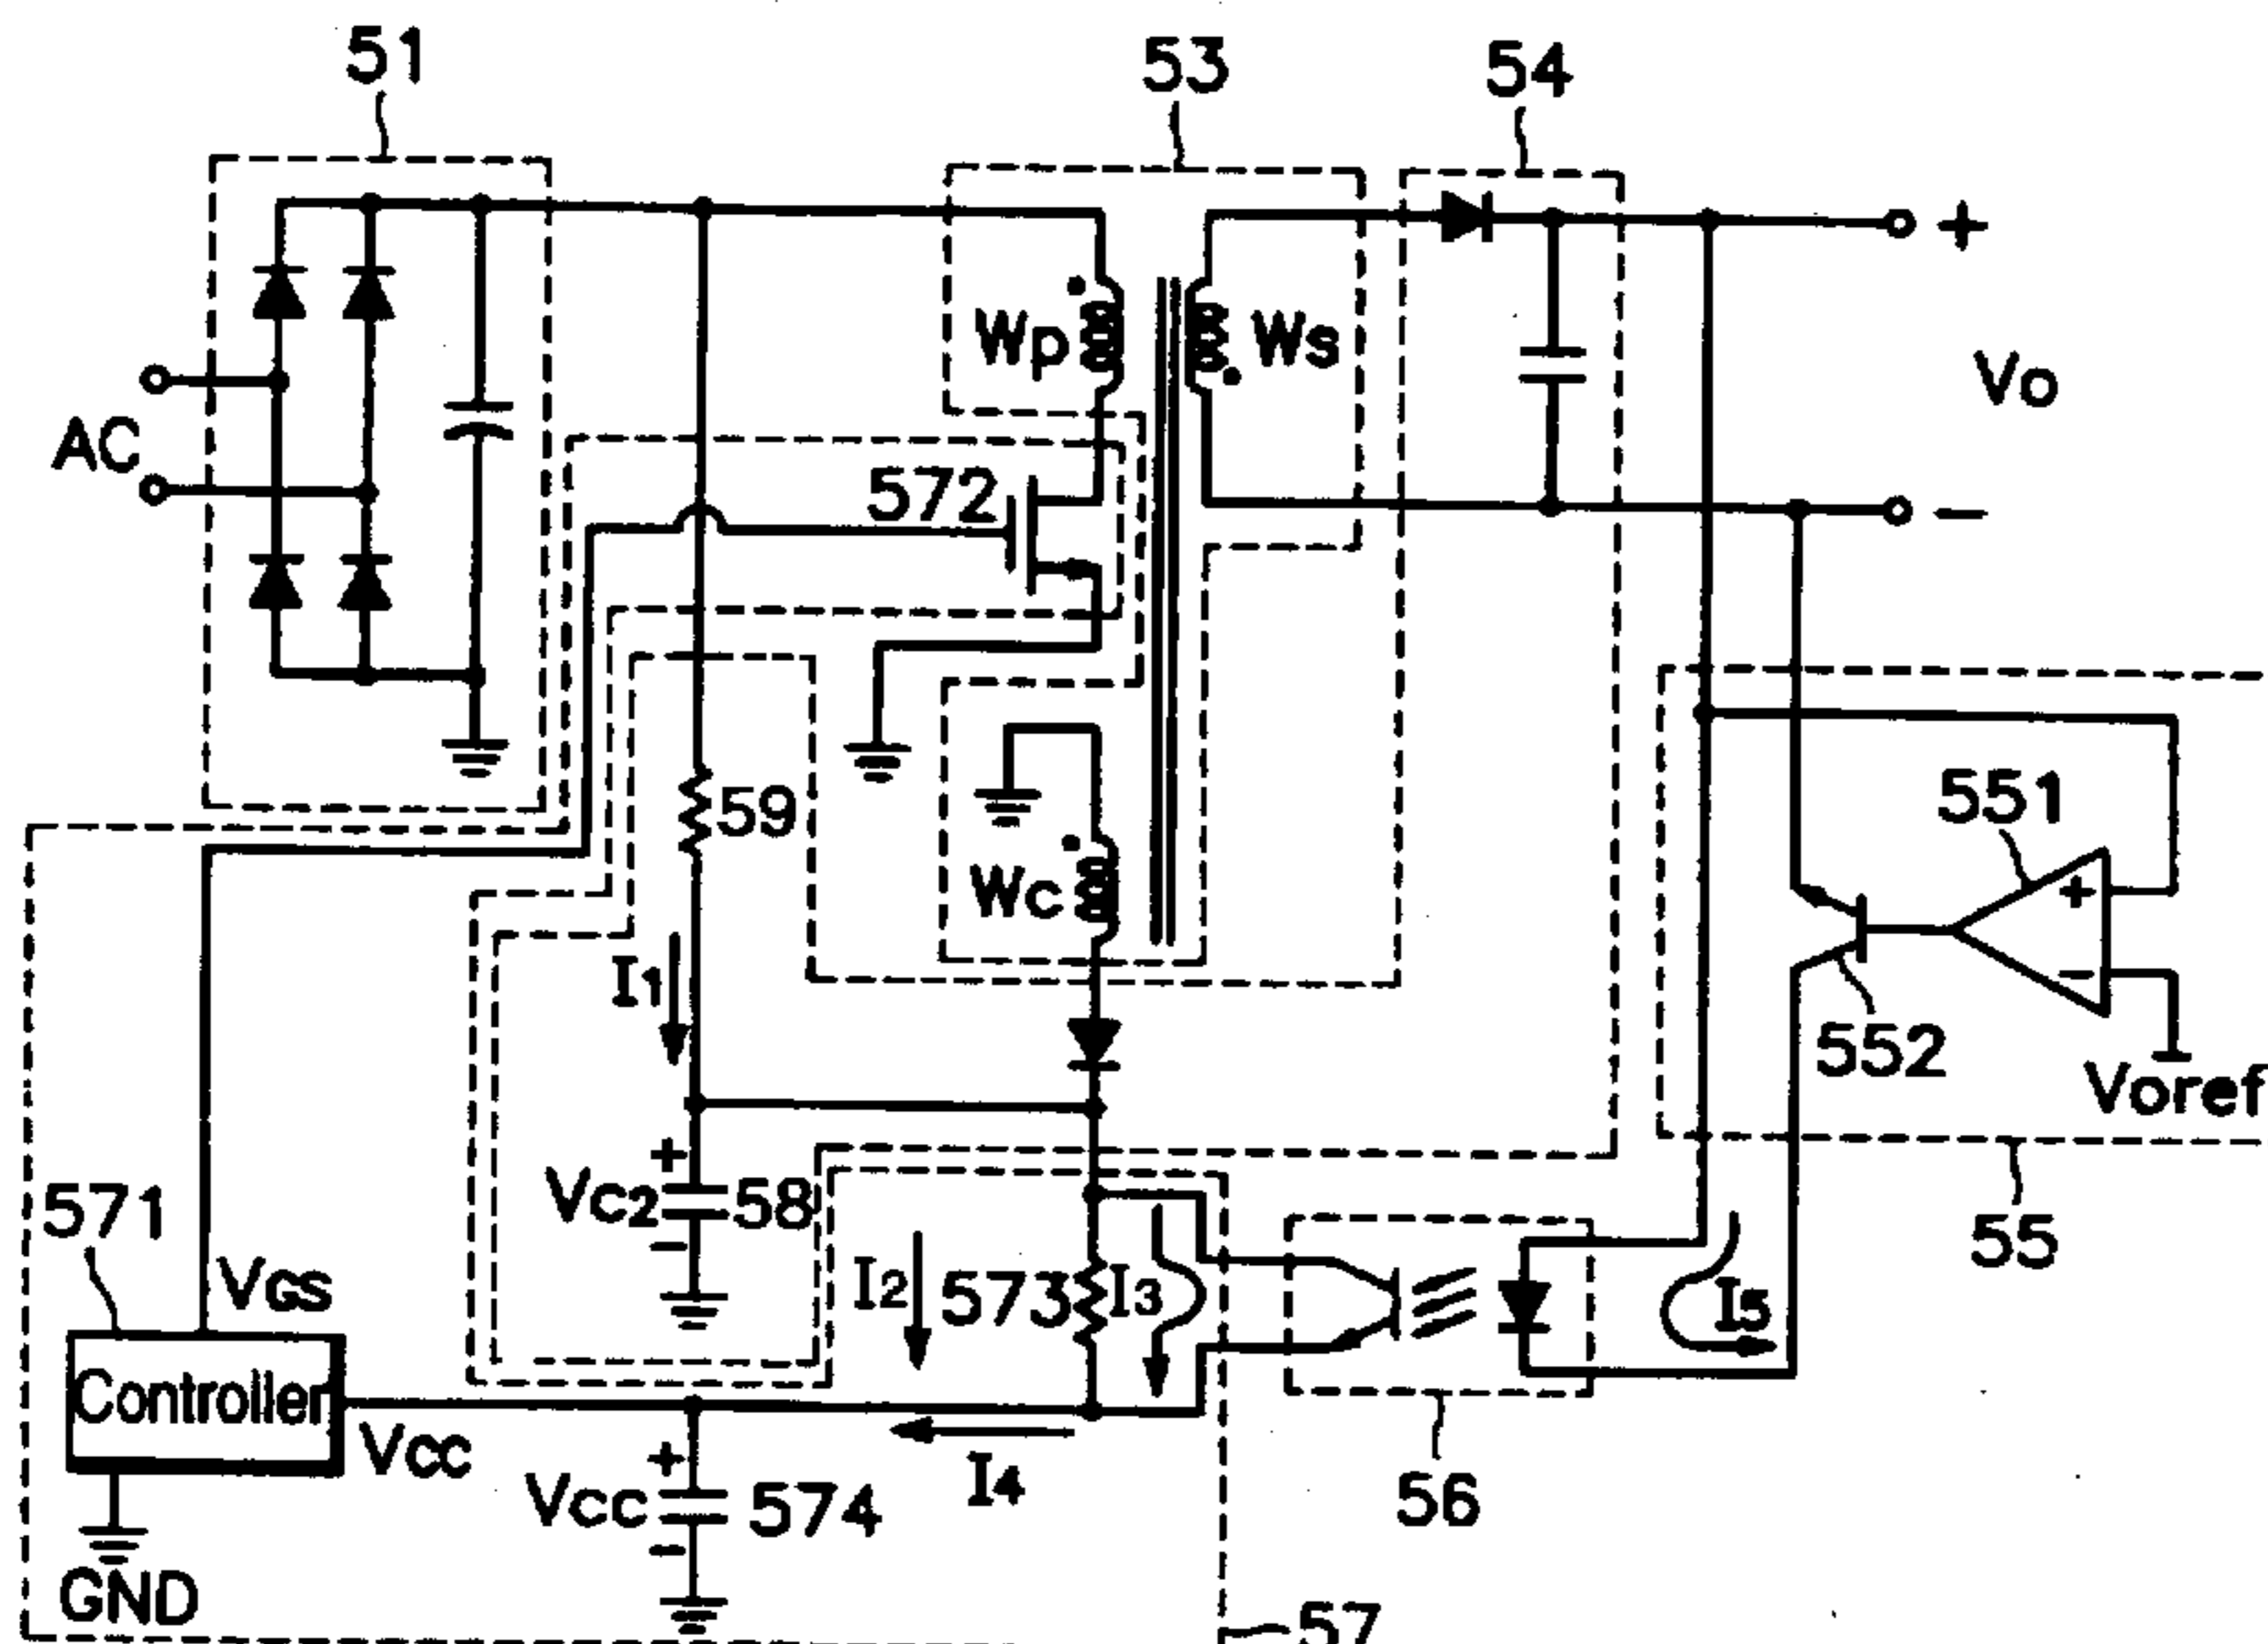 51
53
54
+
Wp
Ws
Vo
AC
572
−
59
551
+
Wc
I1
−
552
Voref
+
Vc2
58
−
55
571
VGS
I2
573
I3
I5
Controller
Vcc
+
Vcc
574
−
I4
56
GND
57